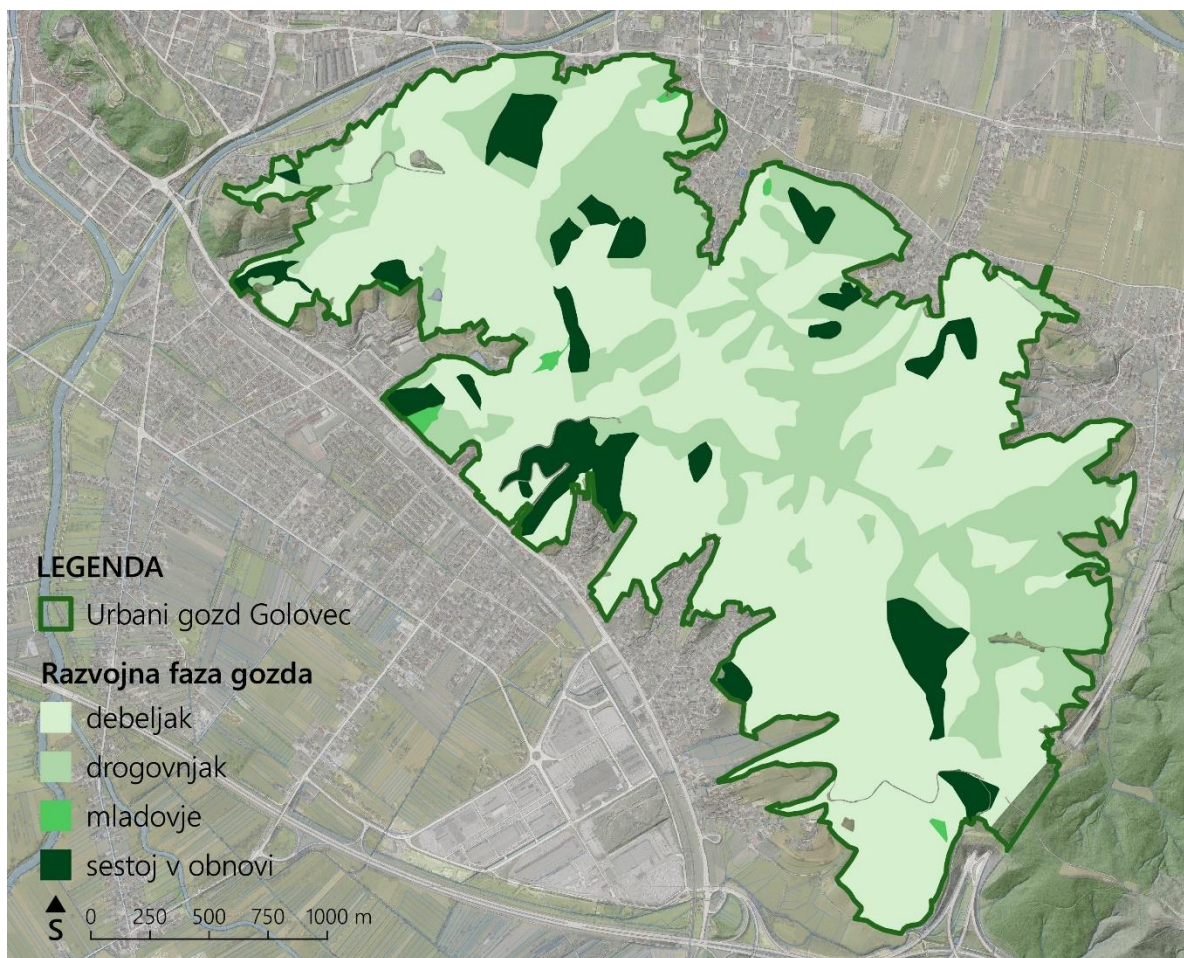 LEGENDA
Urbani gozd Golovec
Razvojna faza gozda
debeljak
drogovnjak
mladovje
sestoj v obnovi
S 0 250 500 750 1000 m